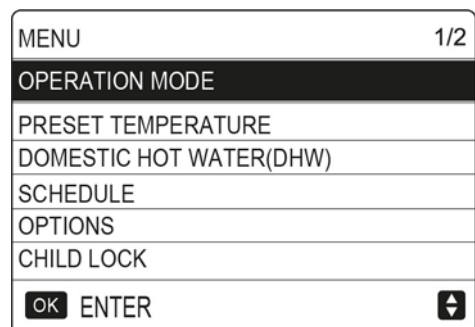 MENU 1/2
OPERATION MODE
PRESET TEMPERATURE
DOMESTIC HOT WATER(DHW)
SCHEDULE
OPTIONS
CHILD LOCK
OK ENTER